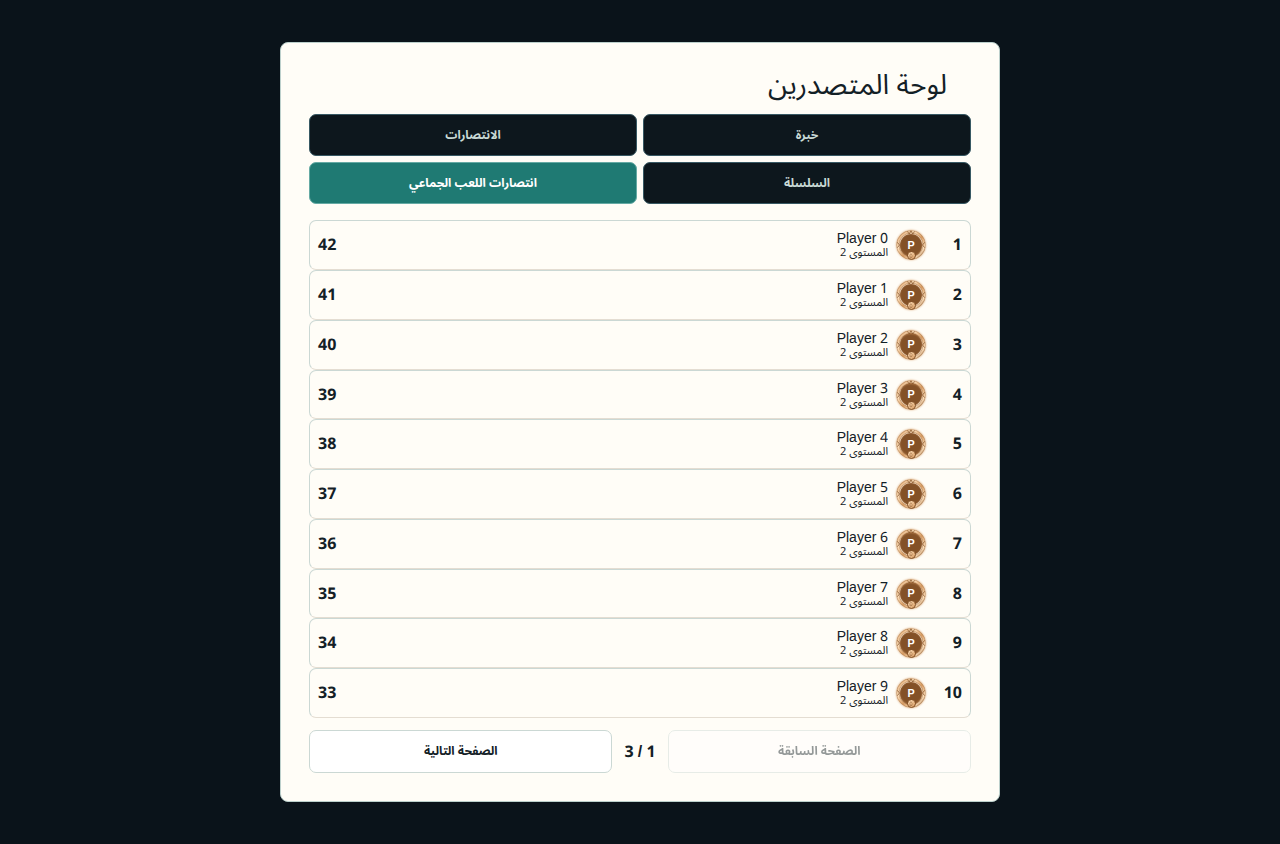 لوحة المتصدرين
خبرة
الانتصارات
السلسلة
انتصارات اللعب الجماعي
1 P Player 0 42
المستوى 2
2 P Player 1 41
المستوى 2
3 P Player 2 40
المستوى 2
4 P Player 3 39
المستوى 2
5 P Player 4 38
المستوى 2
6 P Player 5 37
المستوى 2
7 P Player 6 36
المستوى 2
8 P Player 7 35
المستوى 2
9 P Player 8 34
المستوى 2
10 P Player 9 33
المستوى 2
الصفحة السابقة
1 / 3
الصفحة التالية